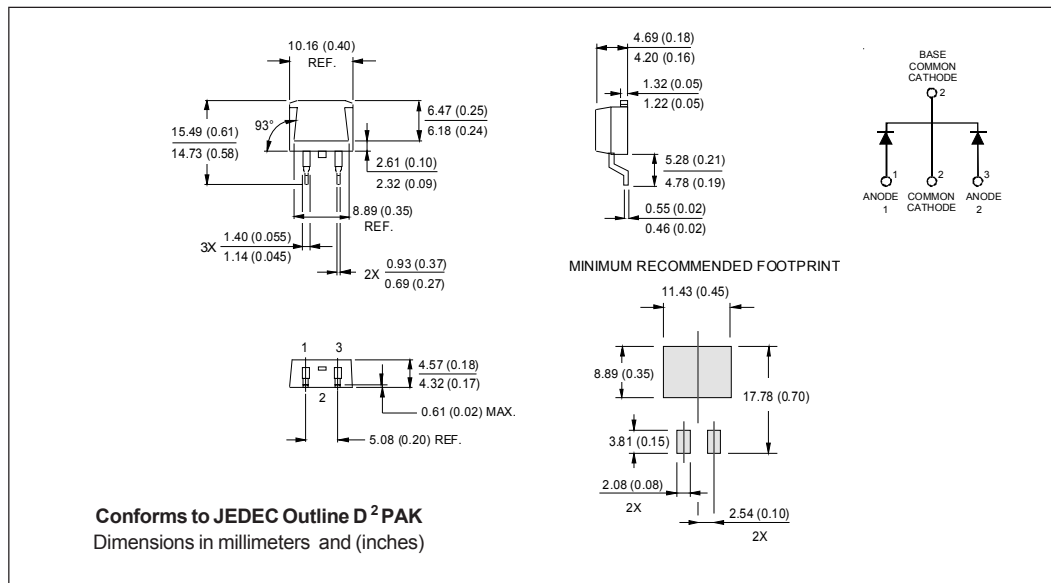 10.16 (0.40)
REF.
15.49 (0.61)
14.73 (0.58)
93°
6.47 (0.25)
6.18 (0.24)
2.61 (0.10)
2.32 (0.09)
8.89 (0.35)
REF.
3X
1.40 (0.055)
1.14 (0.045)
2X
0.93 (0.37)
0.69 (0.27)
4.69 (0.18)
4.20 (0.16)
1.32 (0.05)
1.22 (0.05)
5.28 (0.21)
4.78 (0.19)
0.55 (0.02)
0.46 (0.02)
BASE
COMMON
CATHODE
2
1
2
3
ANODE
1
COMMON
CATHODE
ANODE
2
1
3
2
4.57 (0.18)
4.32 (0.17)
0.61 (0.02) MAX.
5.08 (0.20) REF.
MINIMUM RECOMMENDED FOOTPRINT
11.43 (0.45)
8.89 (0.35)
17.78 (0.70)
3.81 (0.15)
2.08 (0.08)
2X
2.54 (0.10)
2X
Conforms to JEDEC Outline D²PAK
Dimensions in millimeters and (inches)